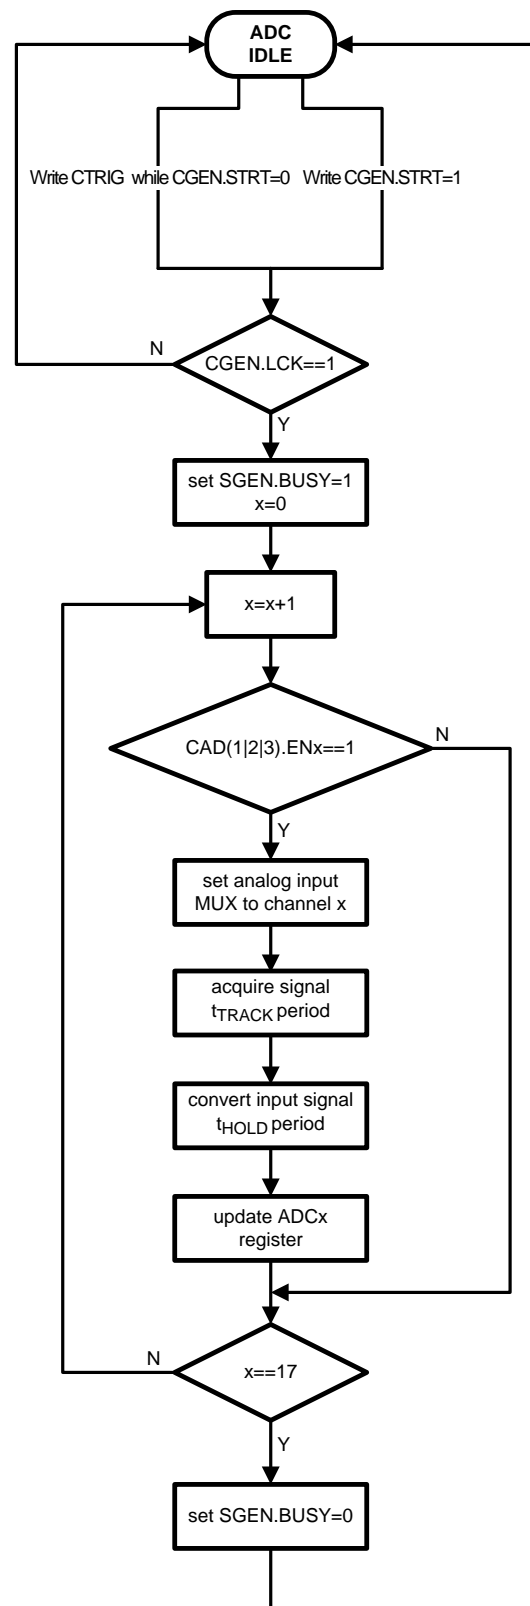 ADC
IDLE
Write CTRIG while CGEN.STRT=0
Write CGEN.STRT=1
CGEN.LCK==1
N
Y
set SGEN.BUSY=1
x=0
x=x+1
CAD(1|2|3).ENx==1
N
Y
set analog input
MUX to channel x
acquire signal
tTRACK period
convert input signal
tHOLD period
update ADCx
register
N
x==17
Y
set SGEN.BUSY=0